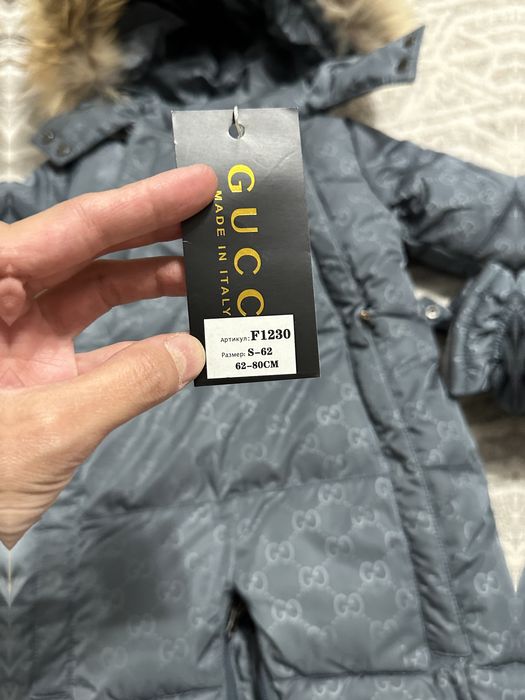 GUCC
MADE IN ITALY
Артикул: F1230
Размер: S-62
62-80CM